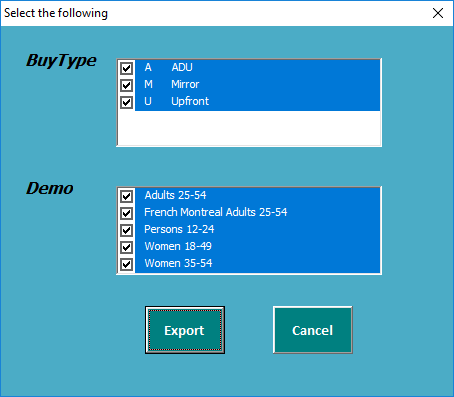 Select the following
BuyType
A ADU
M Mirror
U Upfront
Demo
Adults 25-54
French Montreal Adults 25-54
Persons 12-24
Women 18-49
Women 35-54
Export Cancel